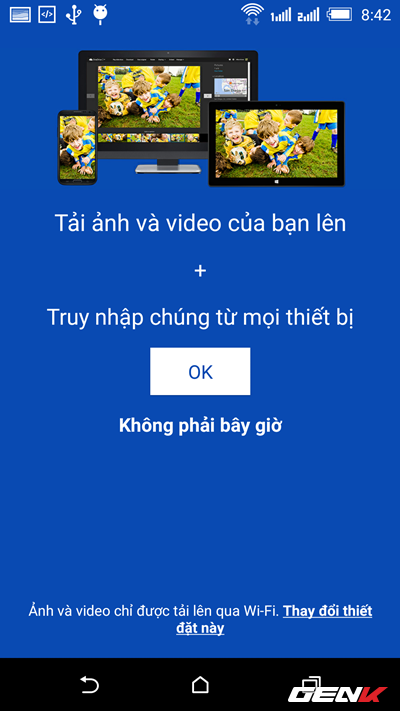 8:42
Tải ảnh và video của bạn lên
+
Truy nhập chúng từ mọi thiết bị
OK
Không phải bây giờ
Ảnh và video chỉ được tải lên qua Wi-Fi. Thay đổi thiết
đặt này
GENK